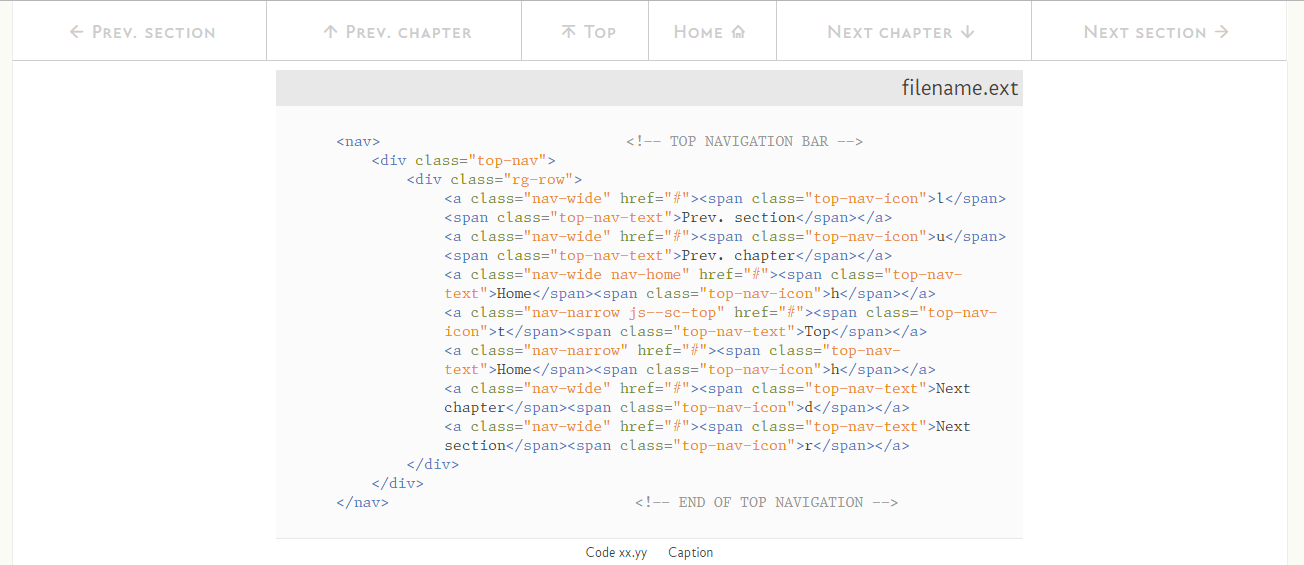 ← Prev. section ↑ Prev. chapter ⤒ Top Home ⌂ Next chapter ↓ Next section →
filename.ext
<nav> <!-- TOP NAVIGATION BAR -->
<div class="top-nav">
<div class="rg-row">
<a class="nav-wide" href="#"><span class="top-nav-icon">l</span>
<span class="top-nav-text">Prev. section</span></a>
<a class="nav-wide" href="#"><span class="top-nav-icon">u</span>
<span class="top-nav-text">Prev. chapter</span></a>
<a class="nav-wide nav-home" href="#"><span class="top-nav-
text">Home</span><span class="top-nav-icon">h</span></a>
<a class="nav-narrow js--sc-top" href="#"><span class="top-nav-
icon">t</span><span class="top-nav-text">Top</span></a>
<a class="nav-narrow" href="#"><span class="top-nav-
text">Home</span><span class="top-nav-icon">h</span></a>
<a class="nav-wide" href="#"><span class="top-nav-text">Next
chapter</span><span class="top-nav-icon">d</span></a>
<a class="nav-wide" href="#"><span class="top-nav-text">Next
section</span><span class="top-nav-icon">r</span></a>
</div>
</div>
</nav> <!-- END OF TOP NAVIGATION -->
Code xx.yy Caption